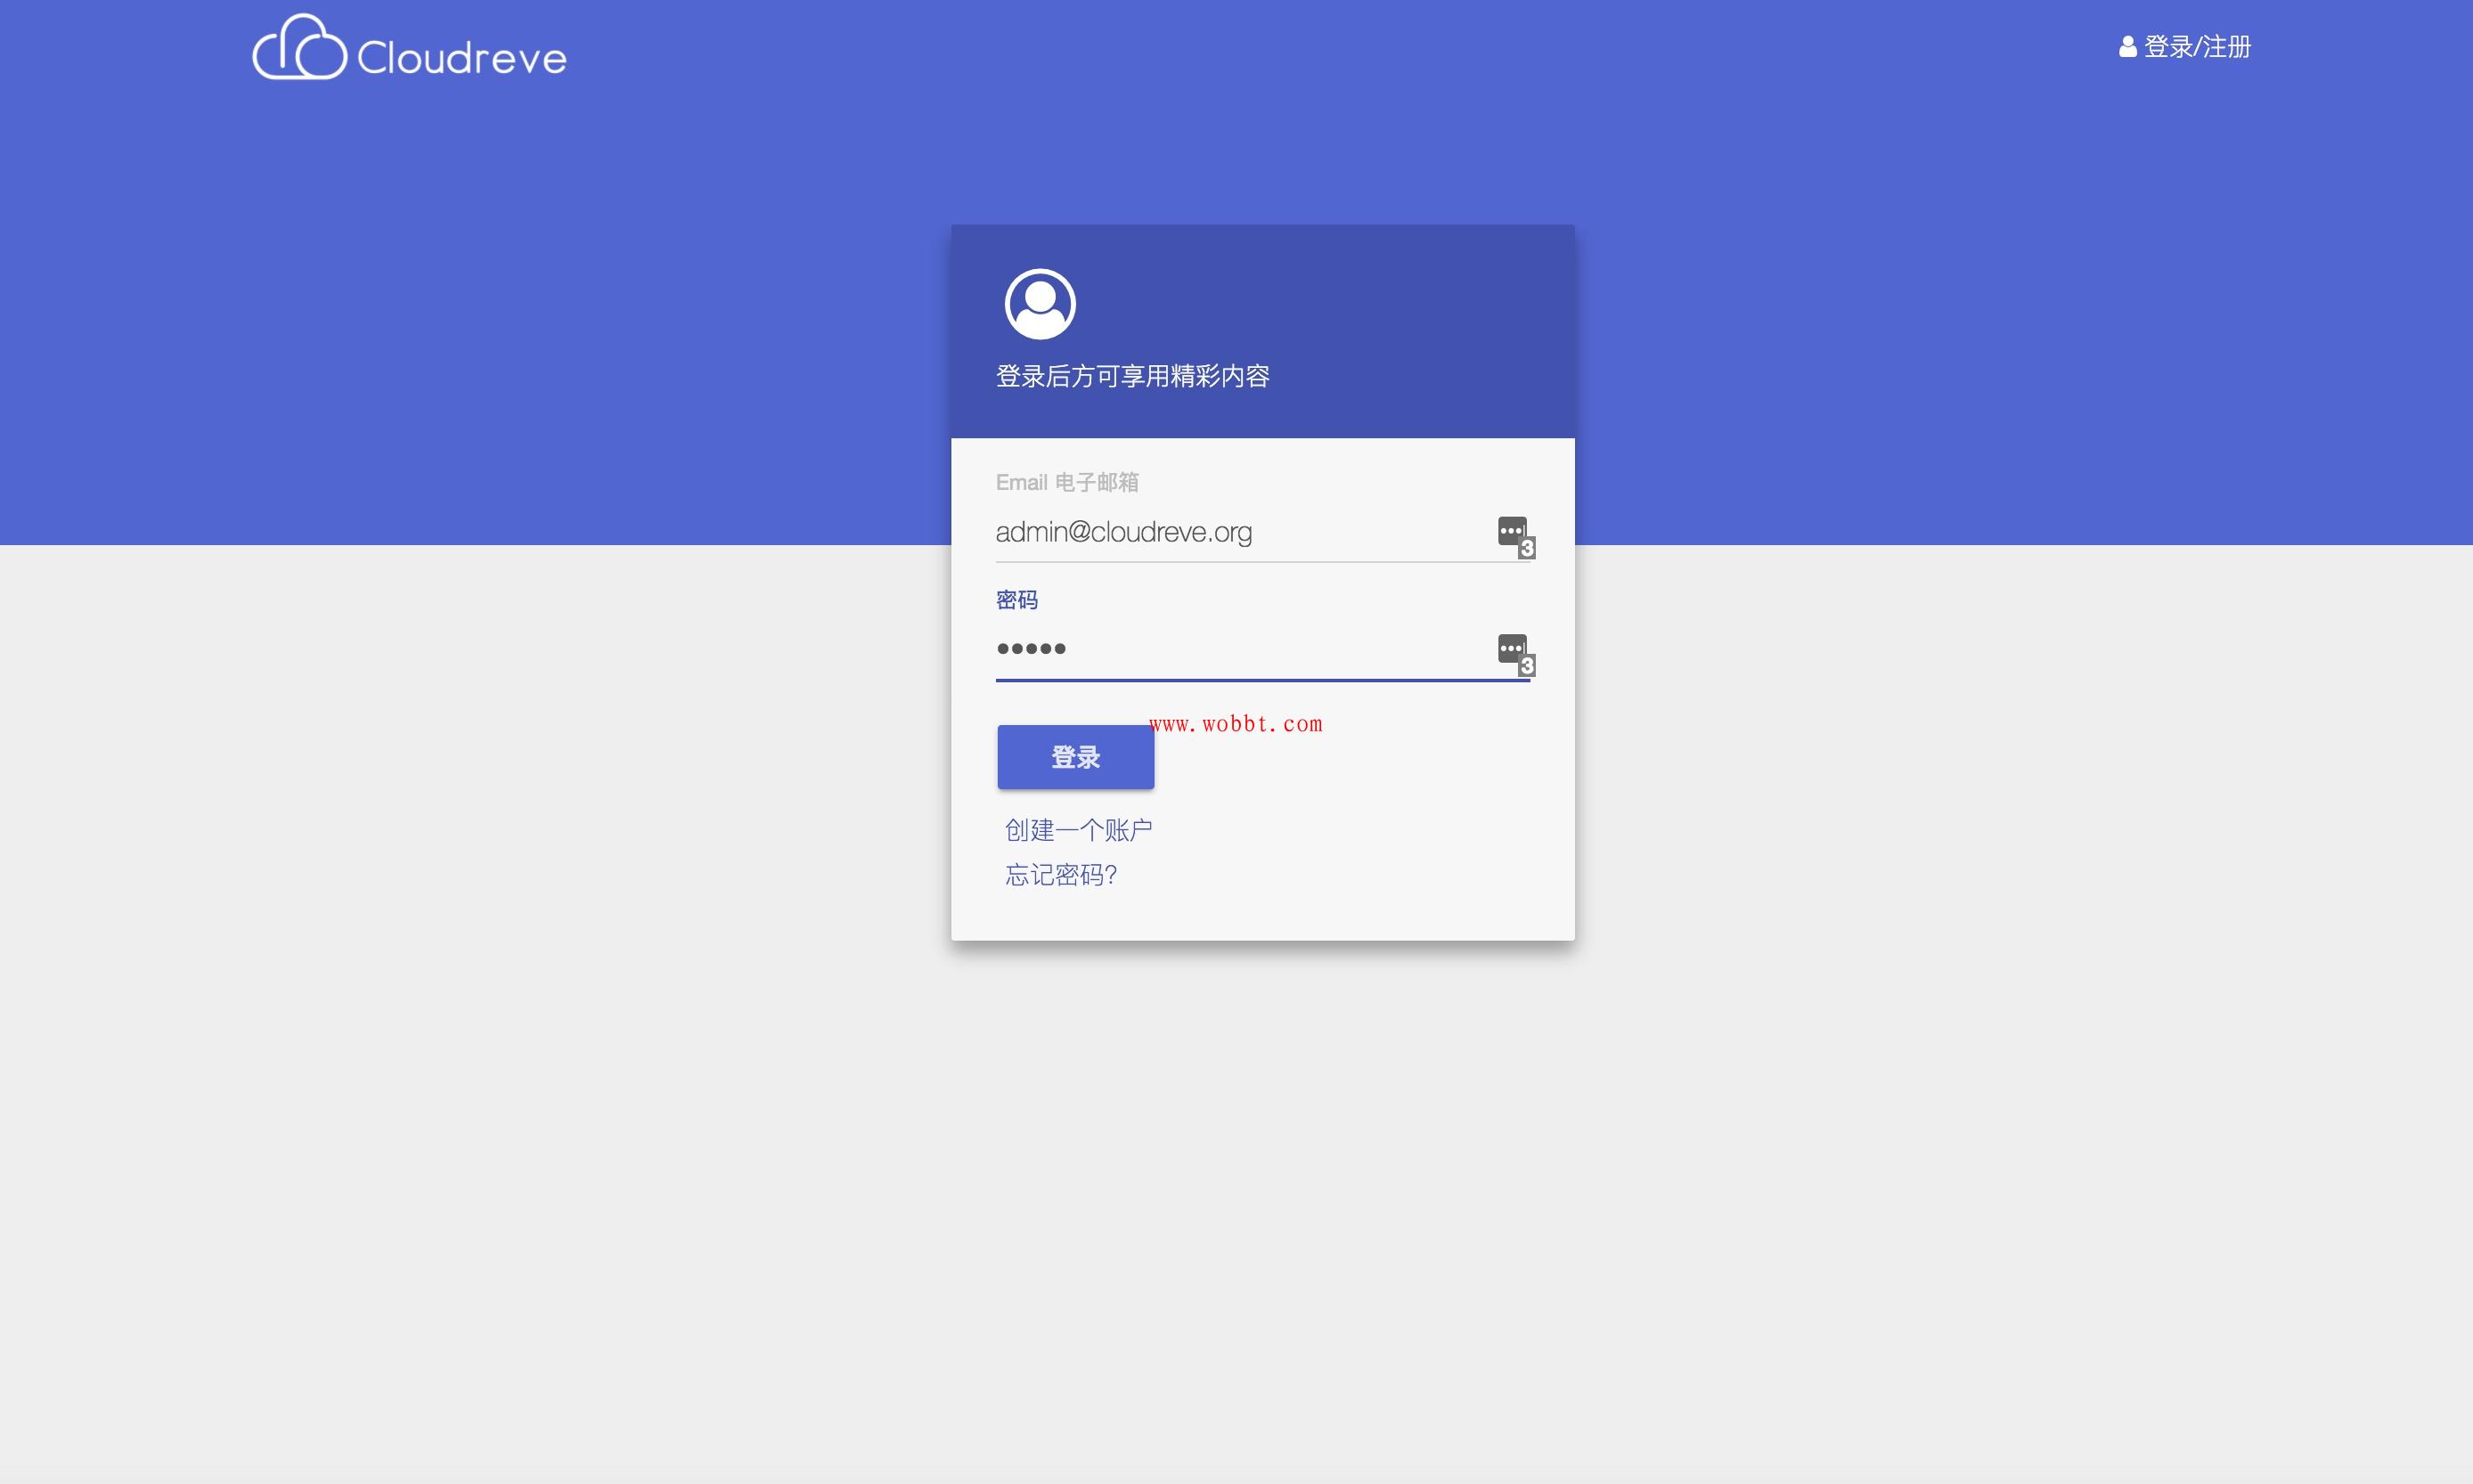 Cloudreve
登录/注册
登录后方可享用精彩内容
Email 电子邮箱
admin@cloudreve.org
3
密码
•••••
3
www.wobbt.com
登录
创建一个账户
忘记密码?